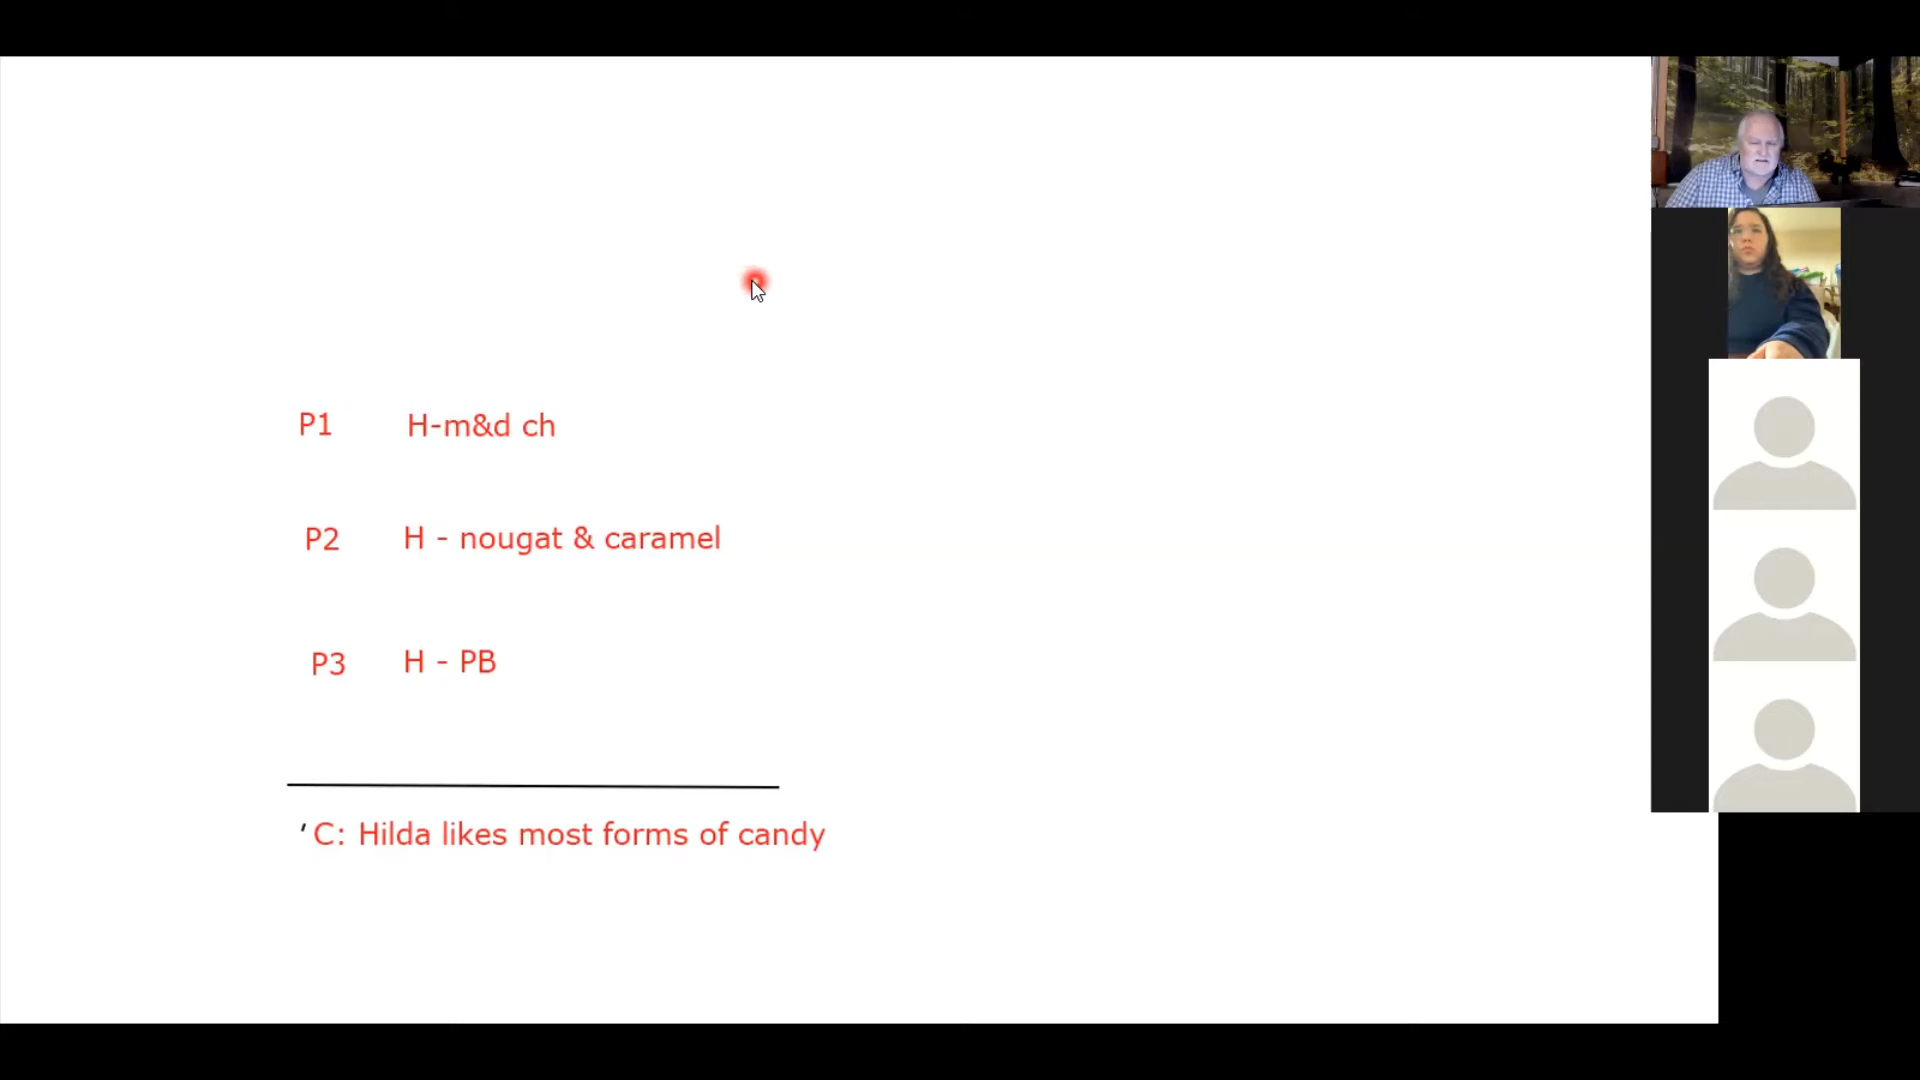 P1 H-m&d ch
P2 H - nougat & caramel
P3 H - PB
′ C: Hilda likes most forms of candy